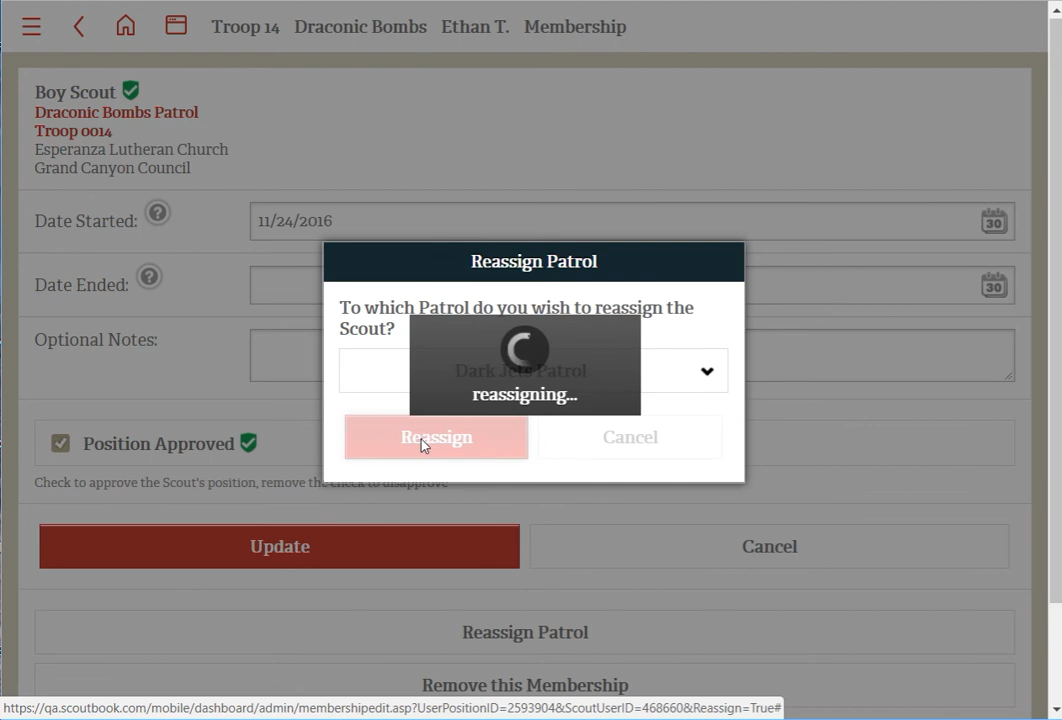 Troop 14 Draconic Bombs Ethan T. Membership
Boy Scout
Draconic Bombs Patrol
Troop 0014
Esperanza Lutheran Church
Grand Canyon Council
Date Started: ? 11/24/2016 30
Reassign Patrol
Date Ended: ? 30
To which Patrol do you wish to reassign the
Scout?
Optional Notes:
Dark Jets Patrol
reassigning...
Reassign Cancel
Position Approved
Check to approve the Scout's position, remove the check to disapprove
Update Cancel
Reassign Patrol
Remove this Membership
https://qa.scoutbook.com/mobile/dashboard/admin/membershipedit.asp?UserPositionID=2593904&ScoutUserID=468660&Reassign=True#